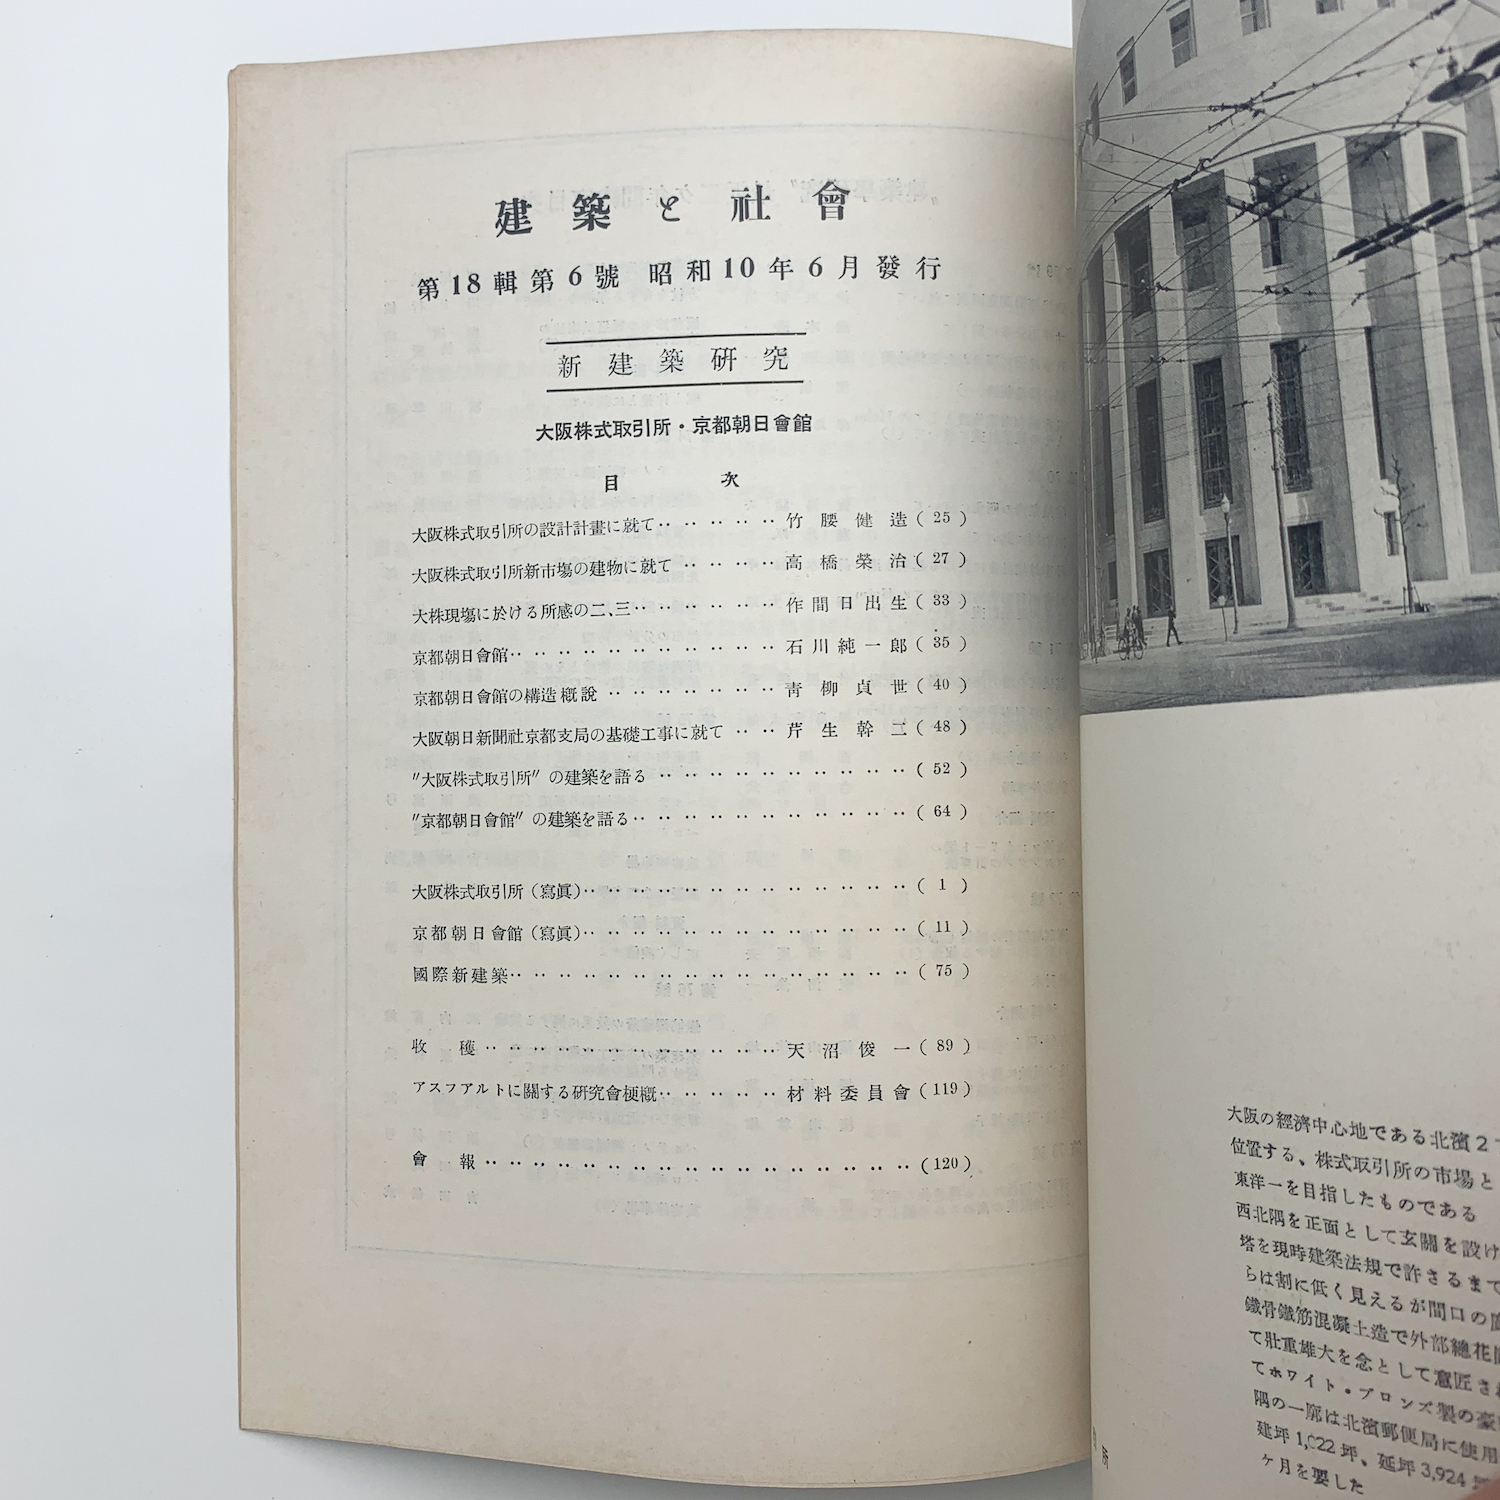 建築と社會
第18輯第6號 昭和10年6月發行
新建築研究
大阪株式取引所・京都朝日會館
目次
大阪株式取引所の設計計畫に就て‥‥‥‥竹腰健造(25)
大阪株式取引所新市塲の建物に就て‥‥‥‥高橋榮治(27)
大株現塲に於ける所感の二、三‥‥‥‥作間日出生(33)
京都朝日會館‥‥‥‥石川純一郎(35)
京都朝日會館の構造槪說‥‥‥‥靑柳貞世(40)
大阪朝日新聞社京都支局の基礎工事に就て‥‥‥芹生幹二(48)
"大阪株式取引所"の建築を語る‥‥‥‥(52)
"京都朝日會館"の建築を語る‥‥‥‥(64)
大阪株式取引所(寫眞)‥‥‥‥(1)
京都朝日會館(寫眞)‥‥‥‥(11)
國際新建築‥‥‥‥(75)
收穫‥‥‥‥天沼俊一(89)
アスファルトに關する研究會梗槪‥‥‥‥材料委員會(119)
會報‥‥‥‥(120)
大阪の經濟中心地である北濱2
位置する、株式取引所の市場と
東洋一を目指したものである
西北隅を正面として玄關を設け
塔を現時建築法規で許さるまで
らは割に低く見えるが間口の
鐵骨鐵筋混凝土造で外部總花
て壯重雄大を念として意匠さ
てホワイト・ブロンズ製の豪
隅の一廓は北濱郵便局に使用
建坪1,022坪、延坪3,924
ケ月を要した
所